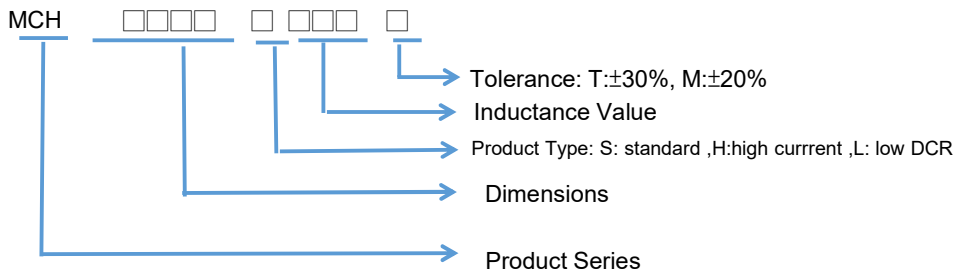 MCH □□□□ □ □□□ □
Tolerance: T:±30%, M:±20%
Inductance Value
Product Type: S: standard ,H:high currrent ,L: low DCR
Dimensions
Product Series